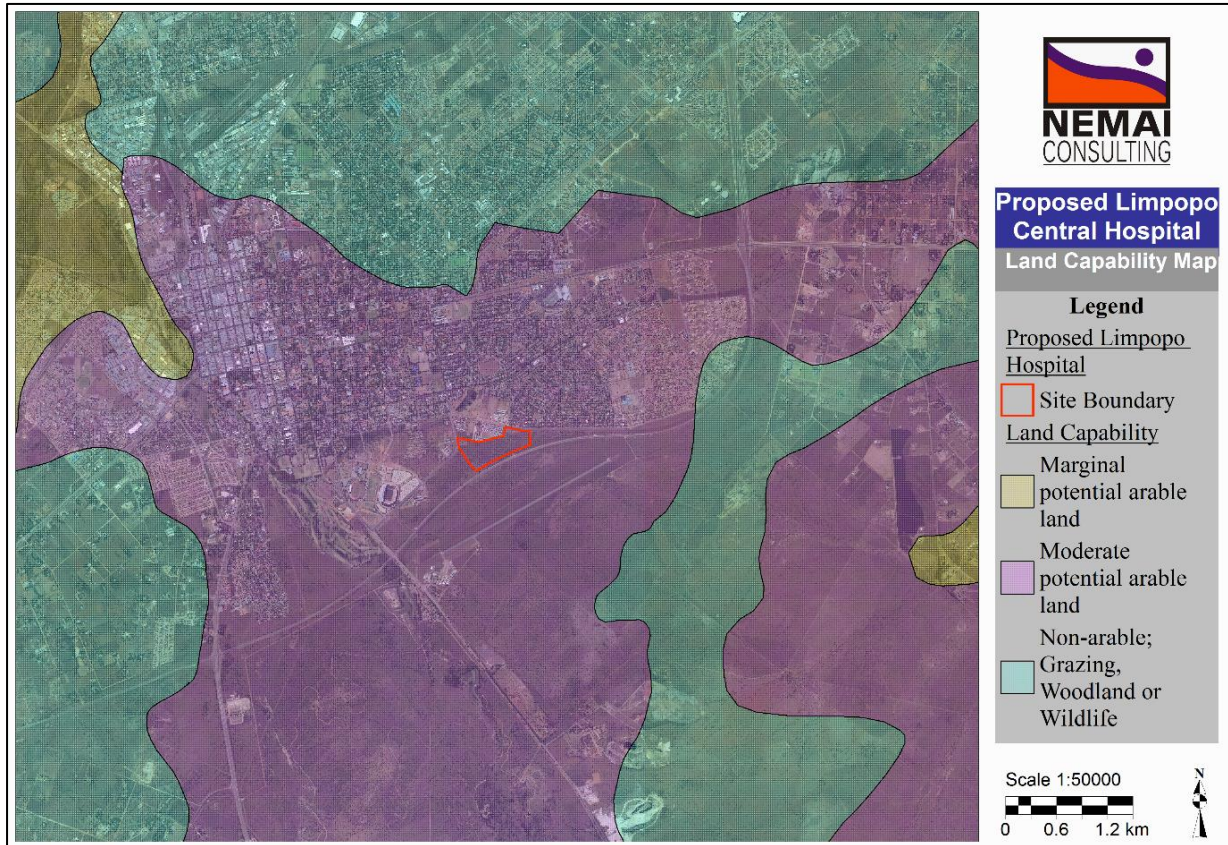 NEMAI
CONSULTING
Proposed Limpopo
Central Hospital
Land Capability Map
Legend
Proposed Limpopo
Hospital
Site Boundary
Land Capability
Marginal
potential arable
land
Moderate
potential arable
land
Non-arable;
Grazing,
Woodland or
Wildlife
Scale 1:50000
0 0.6 1.2 km
N